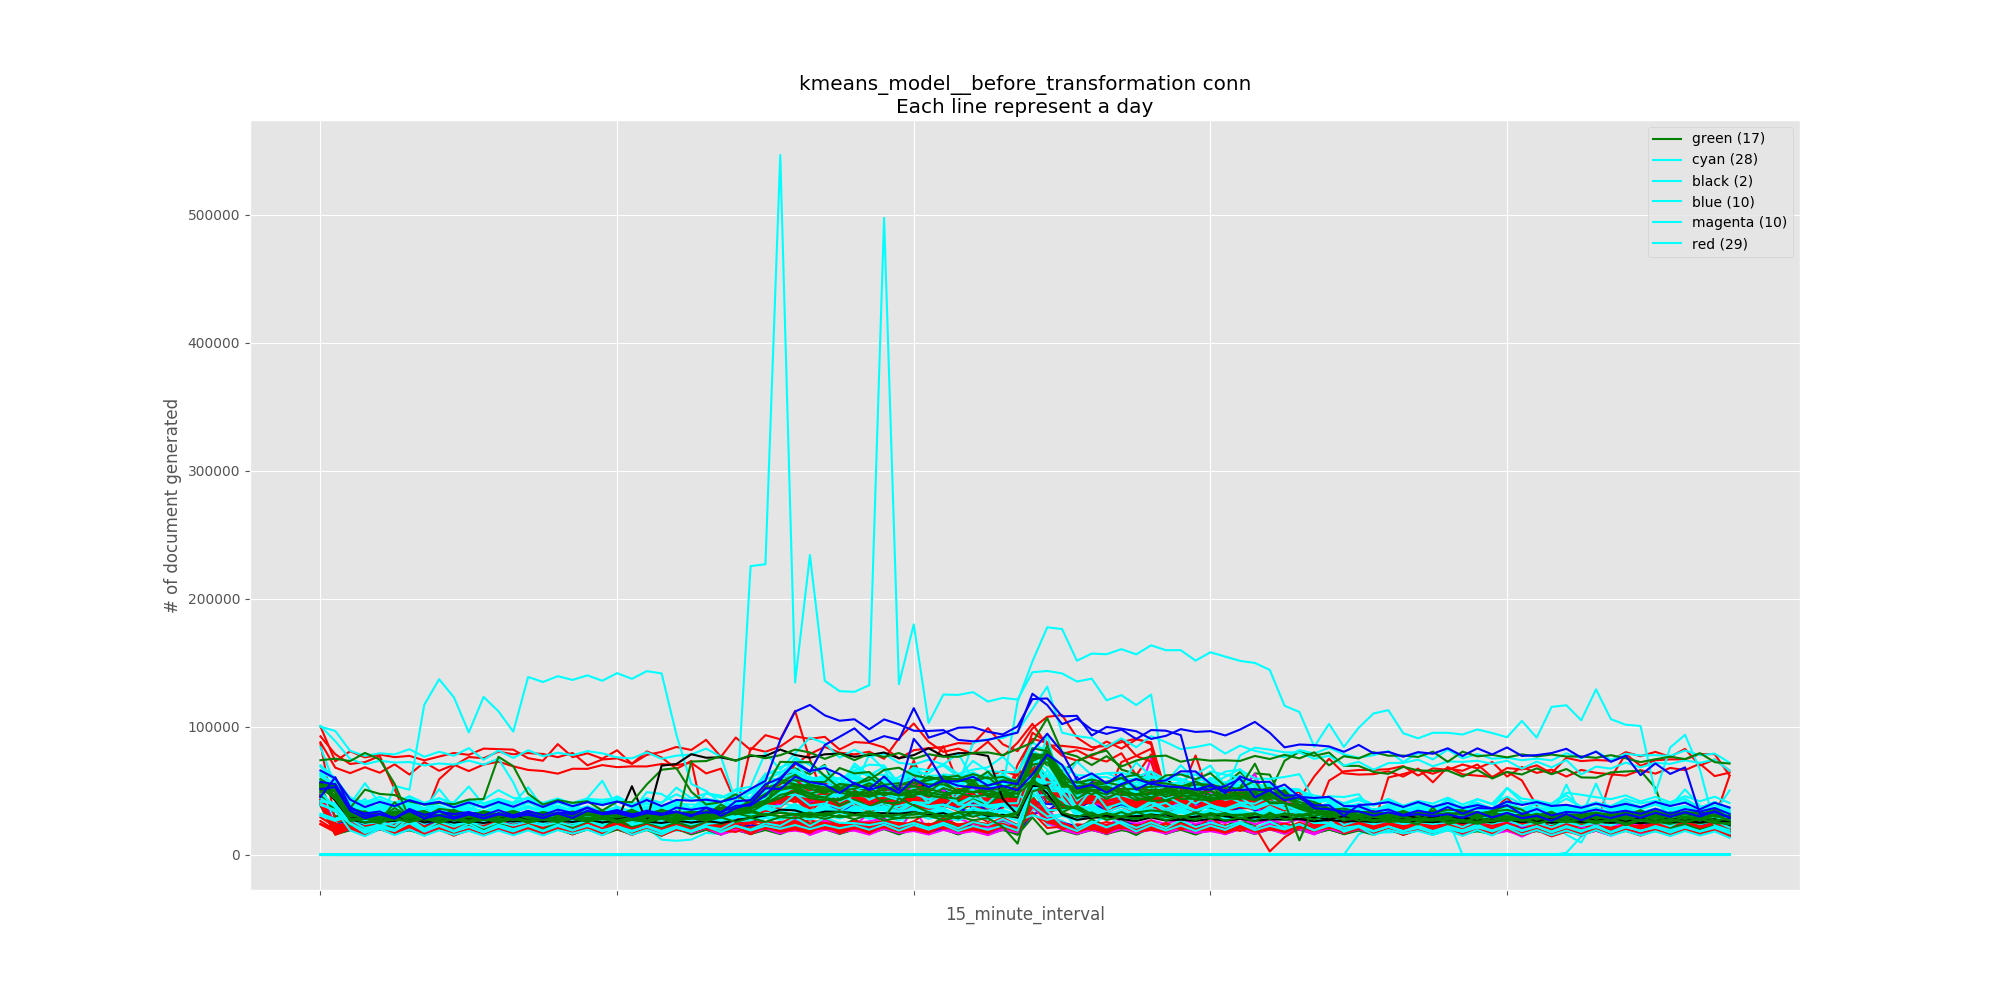 kmeans_model__before_transformation conn
Each line represent a day
green (17)
cyan (28)
black (2)
blue (10)
magenta (10)
red (29)
# of document generated
500000
400000
300000
200000
100000
0
15_minute_interval